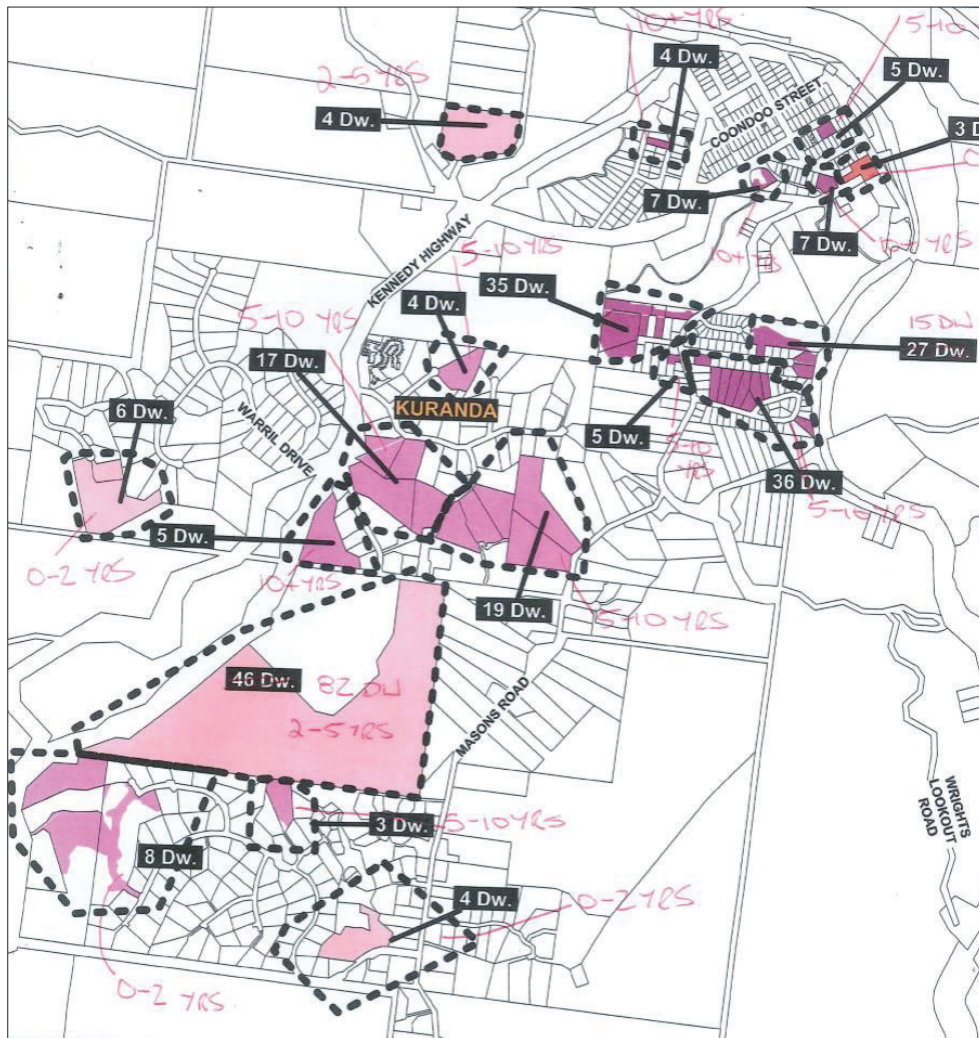 10+ YRS
5-10
4 Dw.
5 Dw.
2-5 YRS
4 Dw.
COONDOO STREET
3 D
0
7 Dw.
7 Dw.
10+ YRS
10+ YRS
KENNEDY HIGHWAY
5-10 YRS
35 Dw.
4 Dw.
15 DW
27 Dw.
5-10 YRS
17 Dw.
KURANDA
6 Dw.
WARRIL DRIVE
5 Dw.
5-10
YRS
36 Dw.
5-10 YRS
5 Dw.
0-2 YRS
10+ YRS
19 Dw.
5-10 YRS
46 Dw.
82 DW
2-5 YRS
MASONS ROAD
WRIGHTS
LOOKOUT
ROAD
3 Dw.
5-10 YRS
8 Dw.
4 Dw.
0-2 YRS
0-2 YRS